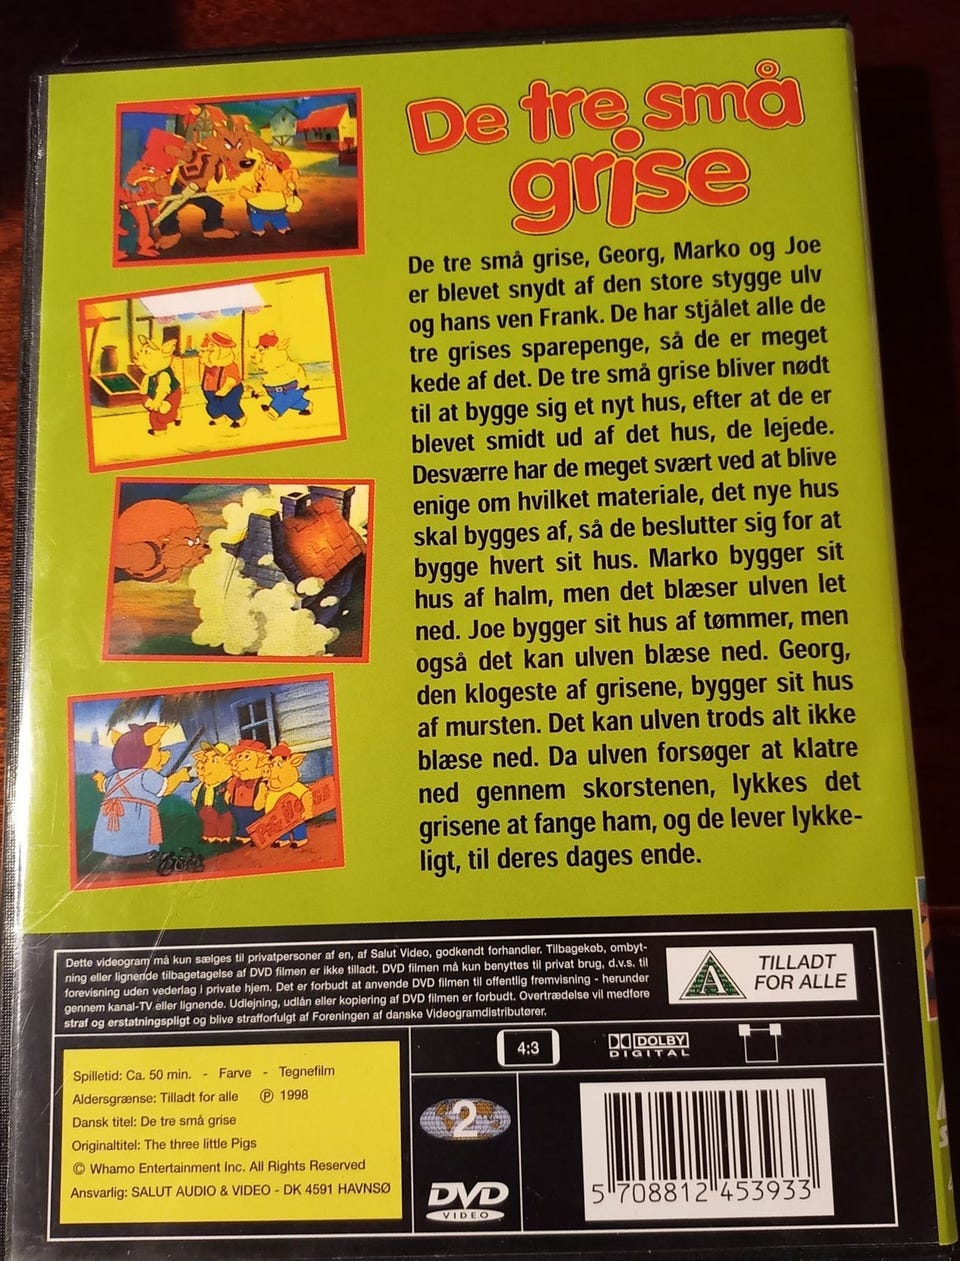 De tre små
grise
De tre små grise, Georg, Marko og Joe
er blevet snydt af den store stygge ulv
og hans ven Frank. De har stjålet alle de
tre grises sparepenge, så de er meget
kede af det. De tre små grise bliver nødt
til at bygge sig et nyt hus, efter at de er
blevet smidt ud af det hus, de lejede.
Desværre har de meget svært ved at blive
enige om hvilket materiale, det nye hus
skal bygges af, så de beslutter sig for at
bygge hvert sit hus. Marko bygger sit
hus af halm, men det blæser ulven let
ned. Joe bygger sit hus af tømmer, men
også det kan ulven blæse ned. Georg,
den klogeste af grisene, bygger sit hus
af mursten. Det kan ulven trods alt ikke
blæse ned. Da ulven forsøger at klatre
ned gennem skorstenen, lykkes det
grisene at fange ham, og de lever lykke-
ligt, til deres dages ende.
Dette videogram må kun sælges til privatpersoner af en, af Salut Video, godkendt forhandler. Tilbagekøb, ombyt-
ning eller lignende tilbagetagelse af DVD filmen er ikke tilladt. DVD filmen må kun benyttes til privat brug, d.v.s. til
forevisning uden vederlag i private hjem. Det er forbudt at anvende DVD filmen til offentlig fremvisning - herunder
gennem kanal-TV eller lignende. Udlejning, udlån eller kopiering af DVD filmen er forbudt. Overtrædelse vil medføre
straf og erstatningspligt og blive strafforfulgt af Foreningen af danske Videogramdistributører.
A
TILLADT
FOR ALLE
4:3
DOLBY
DIGITAL
Spilletid: Ca. 50 min. - Farve - Tegnefilm
Aldersgrænse: Tilladt for alle ℗ 1998
Dansk titel: De tre små grise
Originaltitel: The three little Pigs
© Whamo Entertainment Inc. All Rights Reserved
Ansvarlig: SALUT AUDIO & VIDEO - DK 4591 HAVNSØ
2
DVD
VIDEO
5 708812 453933